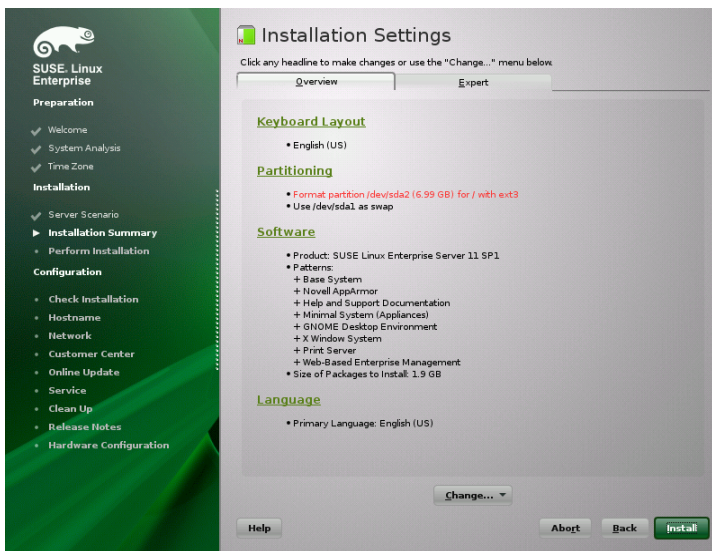 SUSE. Linux
Enterprise
Preparation
Welcome
System Analysis
Time Zone
Installation
Server Scenario
Installation Summary
Perform Installation
Configuration
Check Installation
Hostname
Network
Customer Center
Online Update
Service
Clean Up
Release Notes
Hardware Configuration
Installation Settings
Click any headline to make changes or use the "Change..." menu below.
Overview
Expert
Keyboard Layout
• English (US)
Partitioning
• Format partition /dev/sda2 (6.99 GB) for / with ext3
• Use /dev/sda1 as swap
Software
• Product: SUSE Linux Enterprise Server 11 SP1
• Patterns:
+ Base System
+ Novell AppArmor
+ Help and Support Documentation
+ Minimal System (Appliances)
+ GNOME Desktop Environment
+ X Window System
+ Print Server
+ Web-Based Enterprise Management
• Size of Packages to Install: 1.9 GB
Language
• Primary Language: English (US)
Change...
Help
Abort
Back
Install